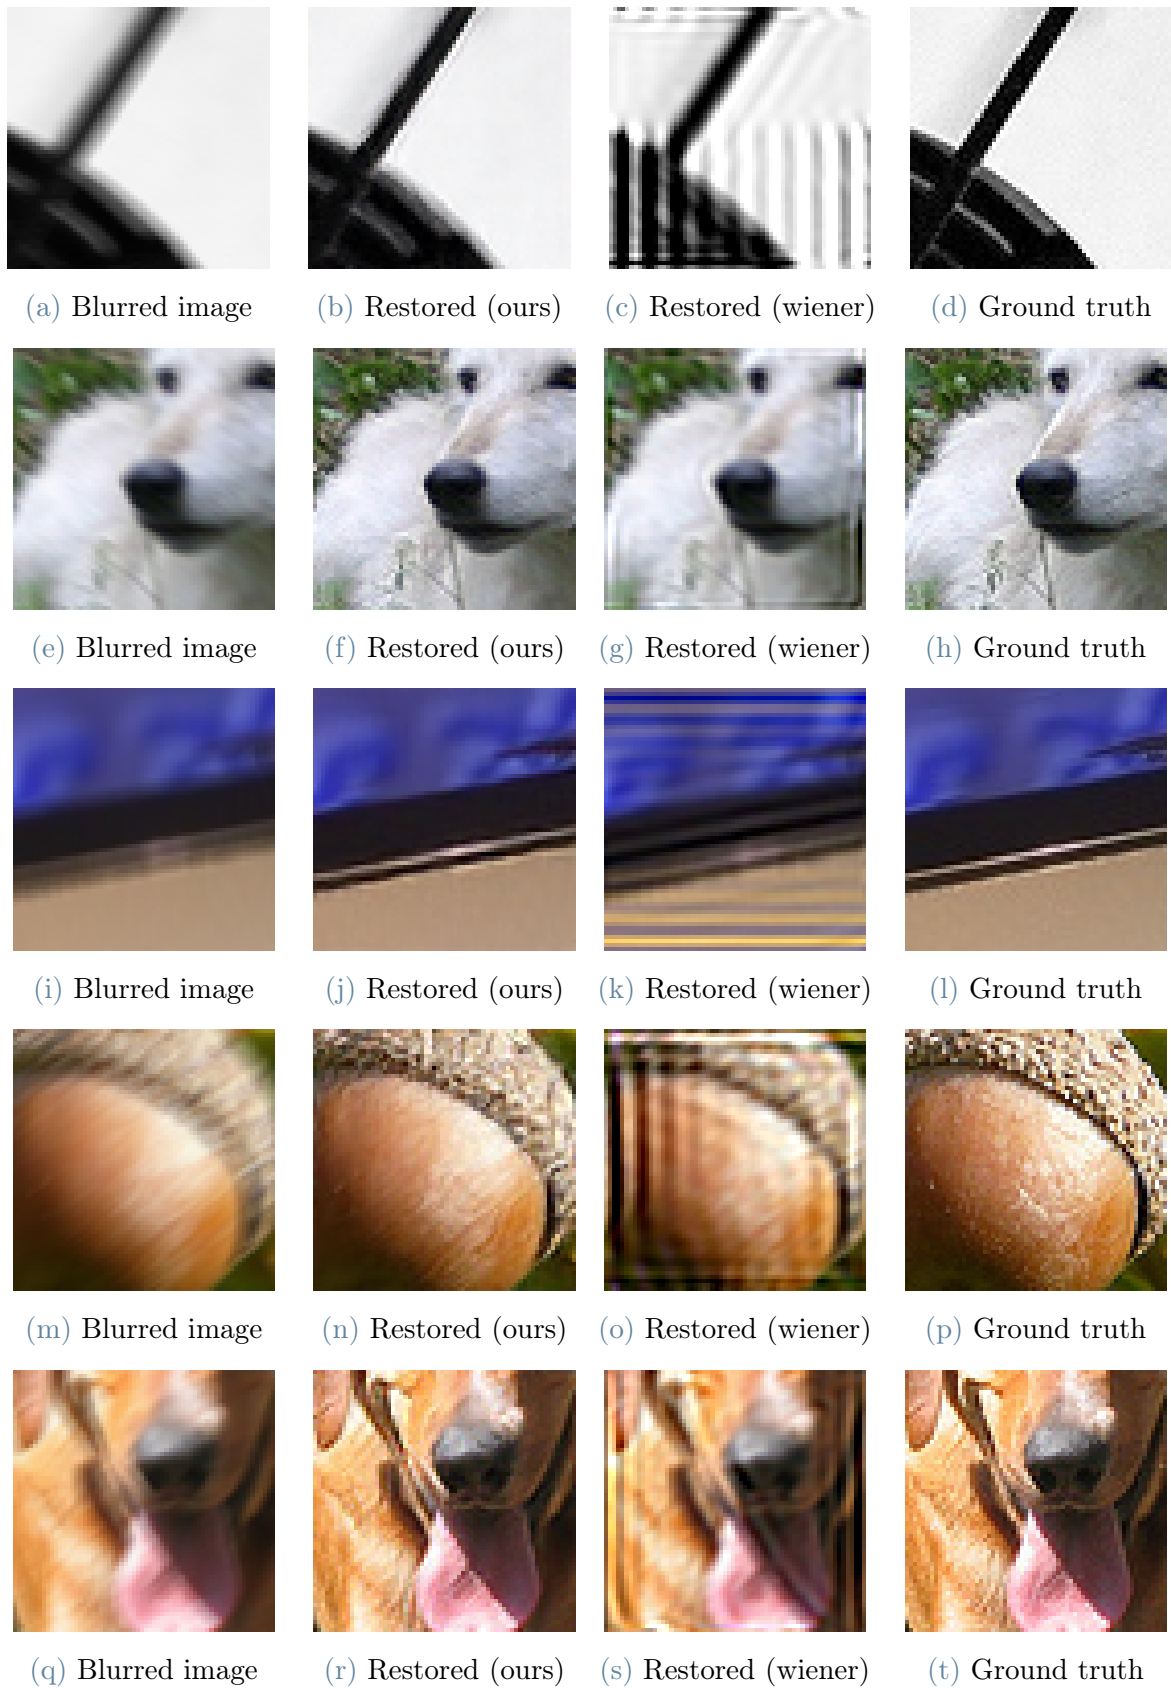 (a) Blurred image (b) Restored (ours) (c) Restored (wiener) (d) Ground truth
(e) Blurred image (f) Restored (ours) (g) Restored (wiener) (h) Ground truth
(i) Blurred image (j) Restored (ours) (k) Restored (wiener) (l) Ground truth
(m) Blurred image (n) Restored (ours) (o) Restored (wiener) (p) Ground truth
(q) Blurred image (r) Restored (ours) (s) Restored (wiener) (t) Ground truth